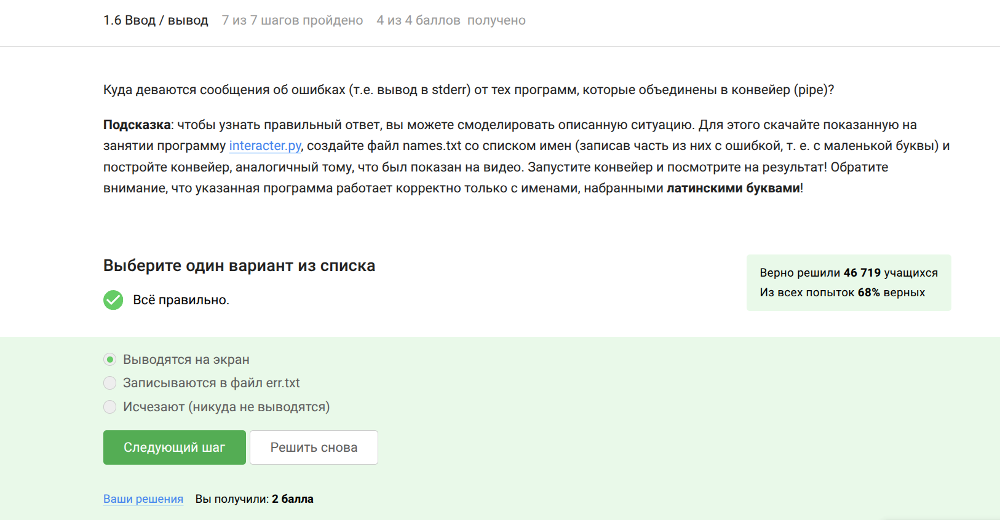 1.6 Ввод / вывод 7 из 7 шагов пройдено 4 из 4 баллов получено
Куда деваются сообщения об ошибках (т.е. вывод в stderr) от тех программ, которые объединены в конвейер (pipe)?
Подсказка: чтобы узнать правильный ответ, вы можете смоделировать описанную ситуацию. Для этого скачайте показанную на
занятии программу interacter.py, создайте файл names.txt со списком имен (записав часть из них с ошибкой, т. е. с маленькой буквы) и
постройте конвейер, аналогичный тому, что был показан на видео. Запустите конвейер и посмотрите на результат! Обратите
внимание, что указанная программа работает корректно только с именами, набранными латинскими буквами!
Выберите один вариант из списка
Всё правильно.
Верно решили 46 719 учащихся
Из всех попыток 68% верных
Выводятся на экран
Записываются в файл err.txt
Исчезают (никуда не выводятся)
Следующий шаг Решить снова
Ваши решения Вы получили: 2 балла